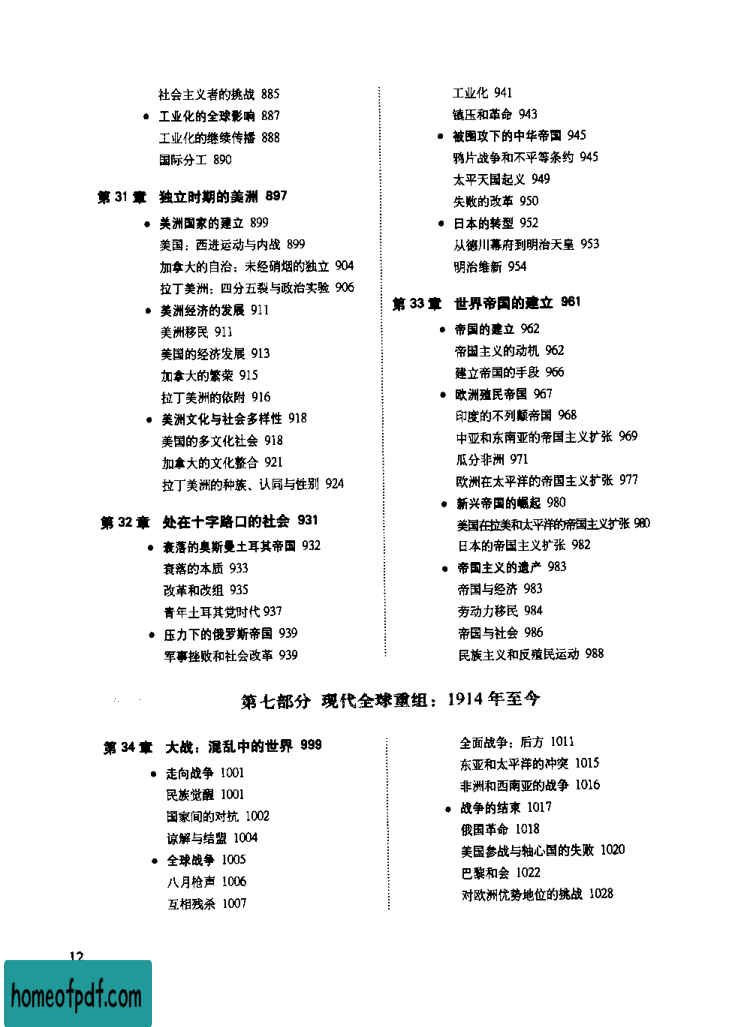 社会主义者的挑战 885
• 工业化的全球影响 887
工业化的继续传播 888
国际分工 890
第 31 章 独立时期的美洲 897
• 美洲国家的建立 899
美国：西进运动与内战 899
加拿大的自治：未经硝烟的独立 904
拉丁美洲：四分五裂与政治实验 906
• 美洲经济的发展 911
美洲移民 911
美国的经济发展 913
加拿大的繁荣 915
拉丁美洲的依附 916
• 美洲文化与社会多样性 918
美国的多文化社会 918
加拿大的文化整合 921
拉丁美洲的种族、认同与性别 924
第 32 章 处在十字路口的社会 931
• 衰落的奥斯曼土耳其帝国 932
衰落的本质 933
改革和改组 935
青年土耳其党时代 937
• 压力下的俄罗斯帝国 939
军事挫败和社会改革 939
工业化 941
镇压和革命 943
• 被围攻下的中华帝国 945
鸦片战争和不平等条约 945
太平天国起义 949
失败的改革 950
• 日本的转型 952
从德川幕府到明治天皇 953
明治维新 954
第 33 章 世界帝国的建立 961
• 帝国的建立 962
帝国主义的动机 962
建立帝国的手段 966
• 欧洲殖民帝国 967
印度的不列颠帝国 968
中亚和东南亚的帝国主义扩张 969
瓜分非洲 971
欧洲在太平洋的帝国主义扩张 977
• 新兴帝国的崛起 980
美国在拉美和太平洋的帝国主义扩张 980
日本的帝国主义扩张 982
• 帝国主义的遗产 983
帝国与经济 983
劳动力移民 984
帝国与社会 986
民族主义和反殖民运动 988
第七部分 现代全球重组：1914 年至今
第 34 章 大战：混乱中的世界 999
• 走向战争 1001
民族觉醒 1001
国家间的对抗 1002
谅解与结盟 1004
• 全球战争 1005
八月枪声 1006
互相残杀 1007
全面战争：后方 1011
东亚和太平洋的冲突 1015
非洲和西南亚的战争 1016
• 战争的结束 1017
俄国革命 1018
美国参战与轴心国的失败 1020
巴黎和会 1022
对欧洲优势地位的挑战 1028
12
homeofpdf.com